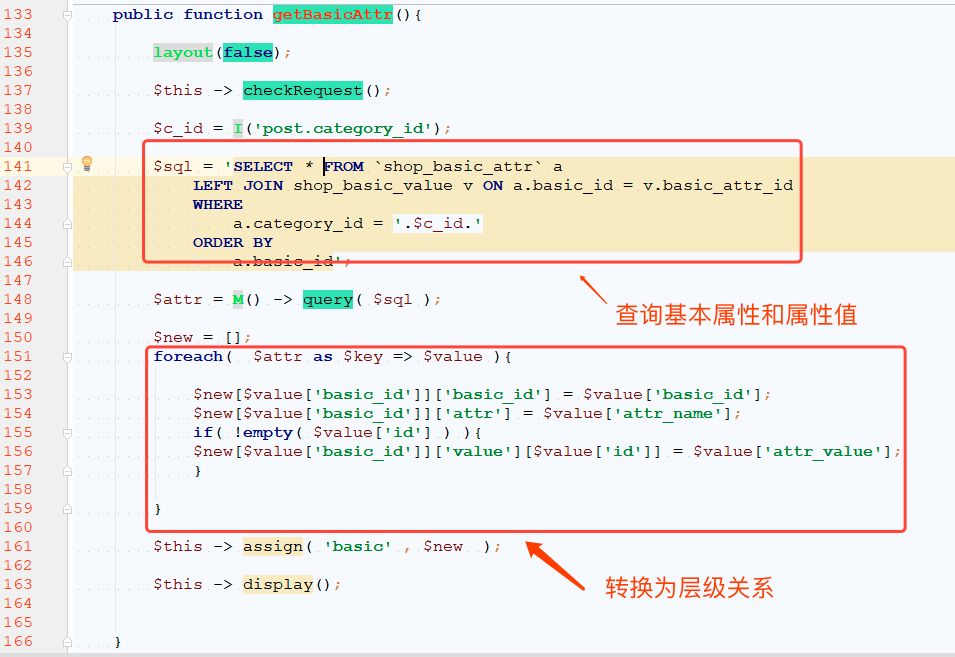 133 public function getBasicAttr(){
134
135 layout(false);
136
137 $this -> checkRequest();
138
139 $c_id = I('post.category_id');
140
141 $sql = 'SELECT * FROM `shop_basic_attr` a
142 LEFT JOIN shop_basic_value v ON a.basic_id = v.basic_attr_id
143 WHERE
144 a.category_id = '.$c_id.'
145 ORDER BY
146 a.basic_id';
147
148 $attr = M() -> query( $sql );
查询基本属性和属性值
149
150 $new = [];
151 foreach( $attr as $key => $value ){
152
153 $new[$value['basic_id']]['basic_id'] = $value['basic_id'];
154 $new[$value['basic_id']]['attr'] = $value['attr_name'];
155 if( !empty( $value['id'] ) ){
156 $new[$value['basic_id']]['value'][$value['id']] = $value['attr_value'];
157 }
158
159 }
160
161 $this -> assign( 'basic' , $new );
162
163 $this -> display();
转换为层级关系
164
165
166 }